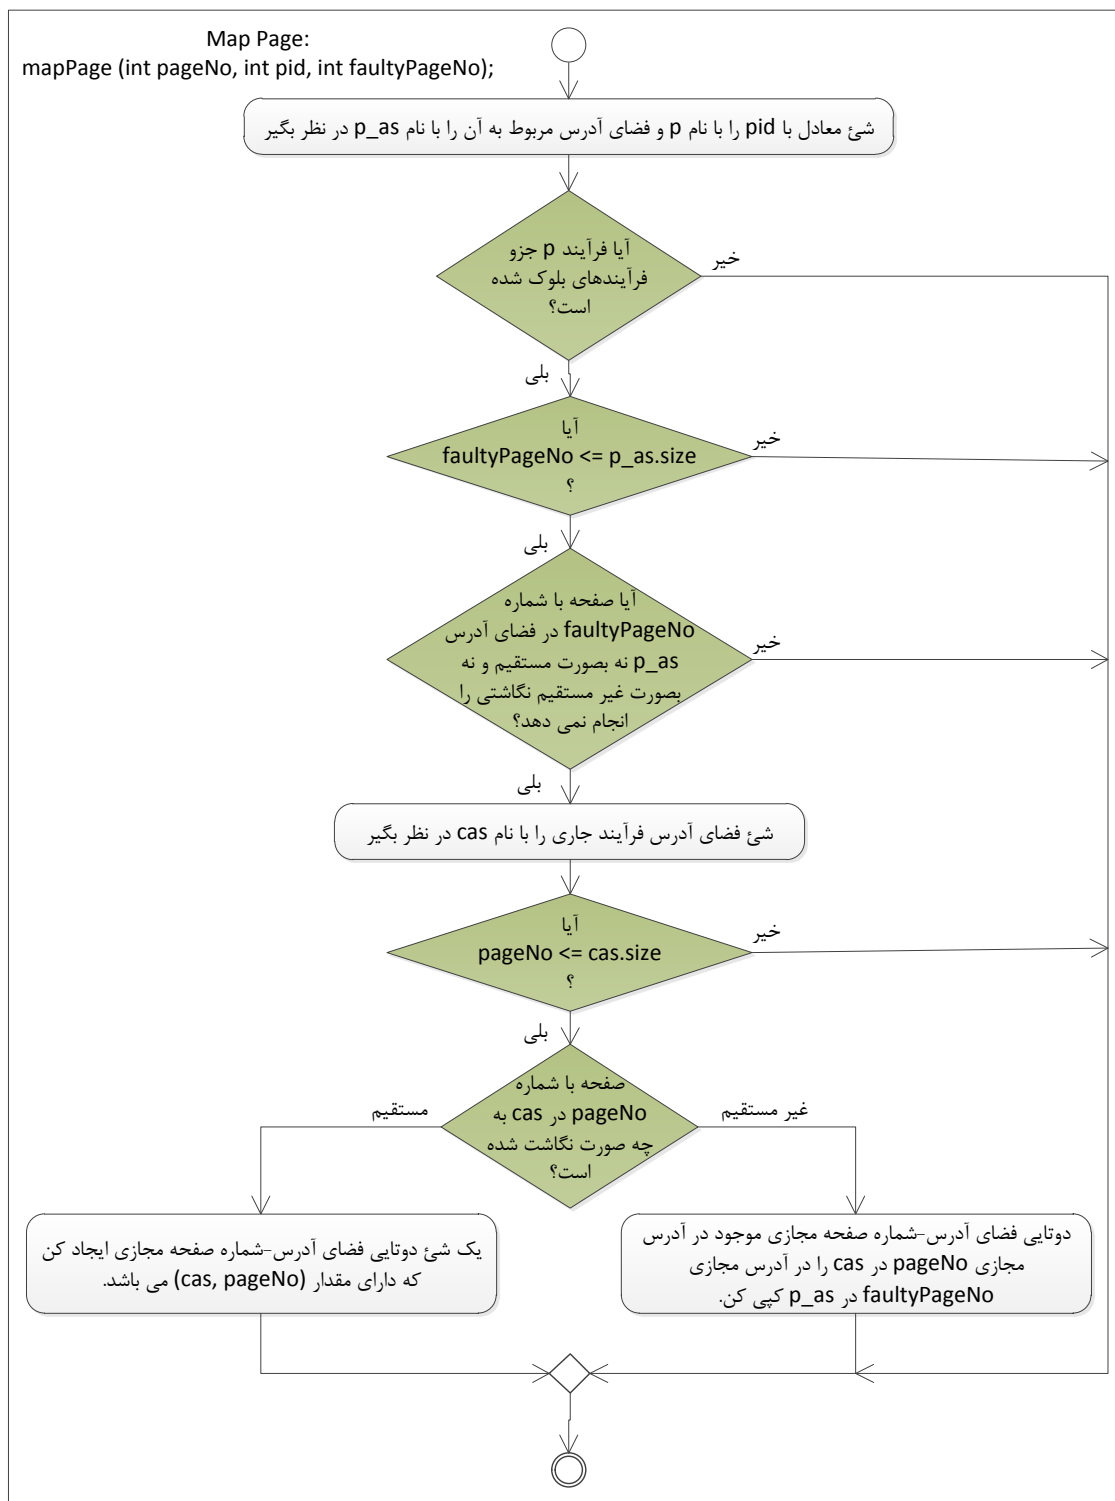 Map Page:
mapPage (int pageNo, int pid, int faultyPageNo);
شئ معادل با pid را با نام p و فضای آدرس مربوط به آن را با نام p_as در نظر بگیر
آیا فرآیند p جزو
فرآیندهای بلوک شده
است؟
خیر
بلی
آیا
faultyPageNo <= p_as.size
؟
خیر
بلی
آیا صفحه با شماره
faultyPageNo در فضای آدرس
p_as نه بصورت مستقیم و نه
بصورت غیر مستقیم نگاشتی را
انجام نمی دهد؟
خیر
بلی
شئ فضای آدرس فرآیند جاری را با نام cas در نظر بگیر
آیا
pageNo <= cas.size
؟
خیر
بلی
صفحه با شماره
pageNo در cas به
چه صورت نگاشت شده
است؟
غیر مستقیم
مستقیم
دوتایی فضای آدرس-شماره صفحه مجازی موجود در آدرس
مجازی pageNo در cas را در آدرس مجازی
faultyPageNo در p_as کپی کن.
یک شئ دوتایی فضای آدرس-شماره صفحه مجازی ایجاد کن
که دارای مقدار (cas, pageNo) می باشد.